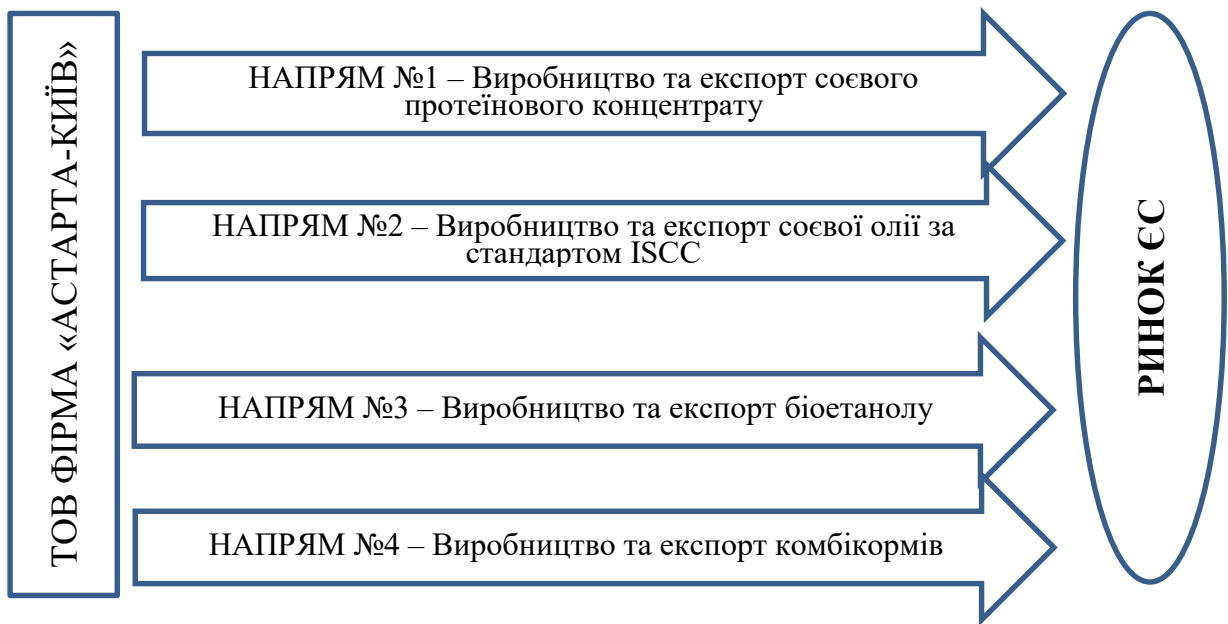 ТОВ ФІРМА «АСТАРТА-КИЇВ»
НАПРЯМ №1 – Виробництво та експорт соєвого
протеїнового концентрату
НАПРЯМ №2 – Виробництво та експорт соєвої олії за
стандартом ISCC
НАПРЯМ №3 – Виробництво та експорт біоетанолу
НАПРЯМ №4 – Виробництво та експорт комбікормів
РИНОК ЄС